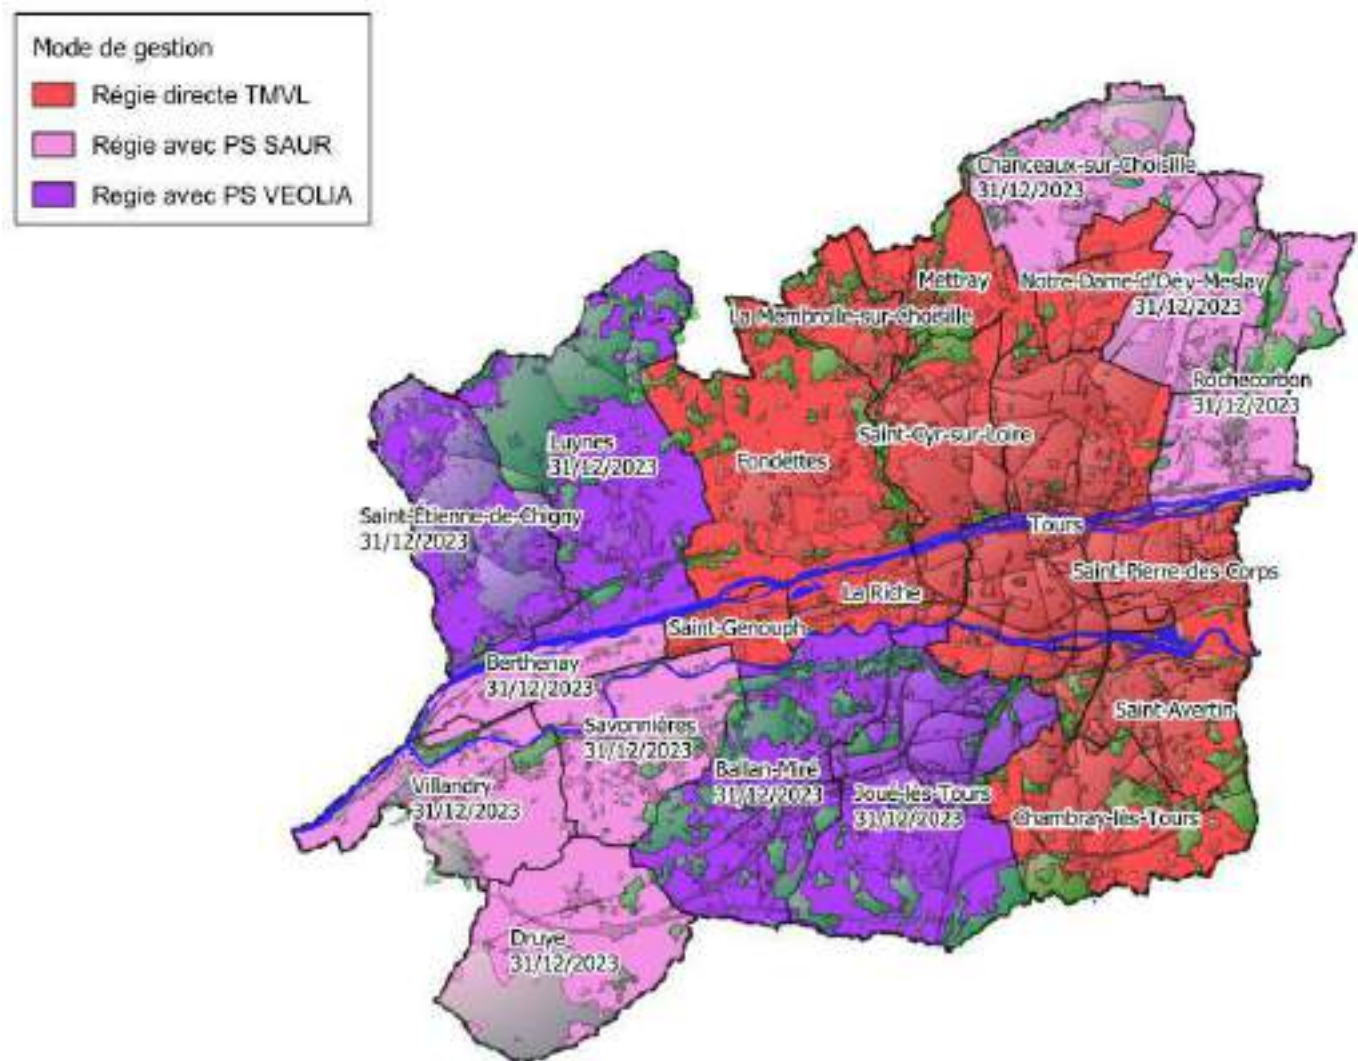 Mode de gestion
Régie directe TMVL
Régie avec PS SAUR
Regie avec PS VEOLIA
Chanceaux-sur-Choisille
31/12/2023
Mettray
Notre-Dame-d'Oé
Meslay
31/12/2023
La Membrolle-sur-Choisille
Rochecorbon
31/12/2023
Luynes
31/12/2023
Fondettes
Saint-Cyr-sur-Loire
Saint-Étienne-de-Chigny
31/12/2023
Tours
Saint-Pierre-des-Corps
La Riche
Saint-Genouph
Berthenay
31/12/2023
Savonnières
31/12/2023
Saint-Avertin
Ballan-Miré
31/12/2023
Villandry
31/12/2023
Joué-lès-Tours
31/12/2023
Chambray-lès-Tours
Druye
31/12/2023